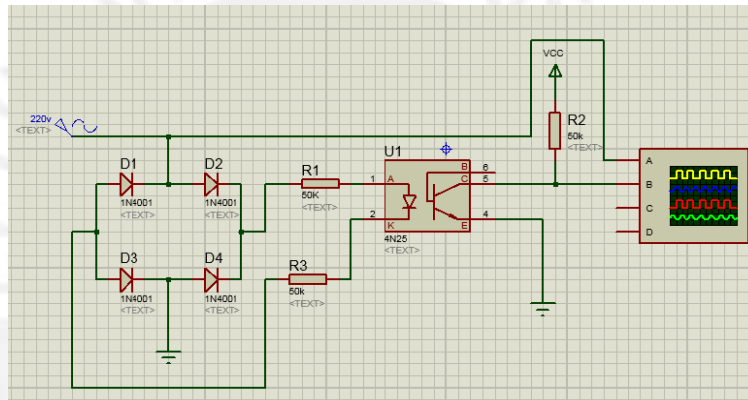 VCC
220v
<TEXT>
R2
50k
<TEXT>
D1
1N4001
<TEXT>
D2
1N4001
<TEXT>
R1
50K
<TEXT>
U1
A
K
B
C
E
1
2
6
5
4
4N25
<TEXT>
A
B
C
D
D3
1N4001
<TEXT>
D4
1N4001
<TEXT>
R3
50k
<TEXT>